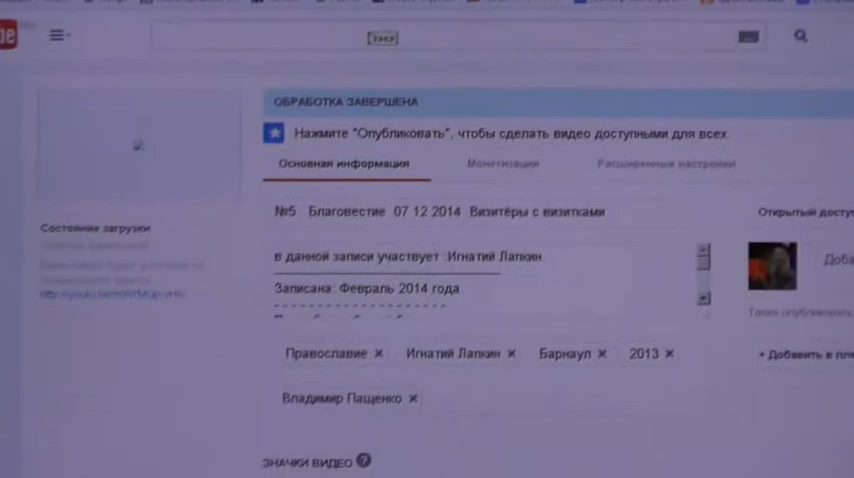 ОБРАБОТКА ЗАВЕРШЕНА
Нажмите "Опубликовать", чтобы сделать видео доступными для всех.
Основная информация
Монетизация
Расширенные настройки
№5 Благовестие 07 12 2014 Визитёры с визитками
Состояние загрузки
в данной записи участвует :Игнатий Лапкин.
Записана: Февраль 2014 года
Открытый
Также опубликовать
Православие ×
Игнатий Лапкин ×
Барнаул ×
2013 ×
+ Добавить в
Владимир Пащенко ×
ЗНАЧКИ ВИДЕО ?